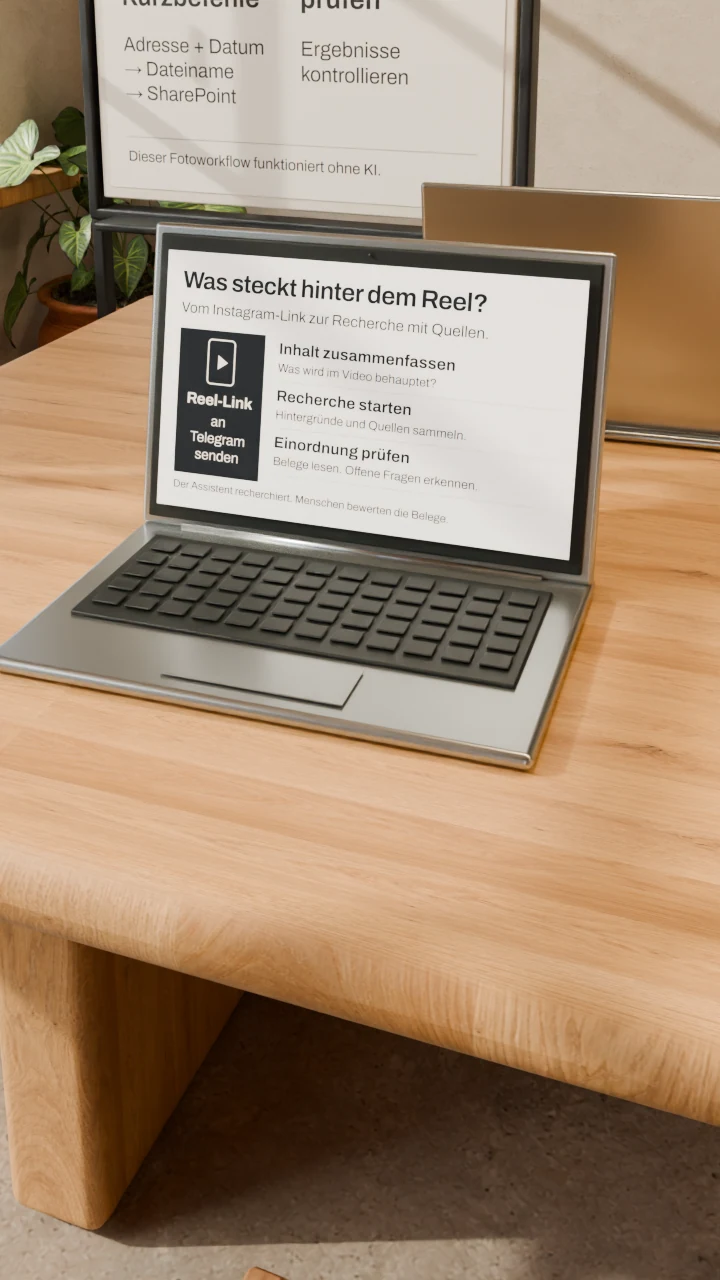 Kurzbefehle
prüfen
Adresse + Datum
→ Dateiname
→ SharePoint
Ergebnisse
kontrollieren
Dieser Fotoworkflow funktioniert ohne KI.
Was steckt hinter dem Reel?
Vom Instagram-Link zur Recherche mit Quellen.
Reel-Link
an
Telegram
senden
Inhalt zusammenfassen
Was wird im Video behauptet?
Recherche starten
Hintergründe und Quellen sammeln.
Einordnung prüfen
Belege lesen. Offene Fragen erkennen.
Der Assistent recherchiert. Menschen bewerten die Belege.